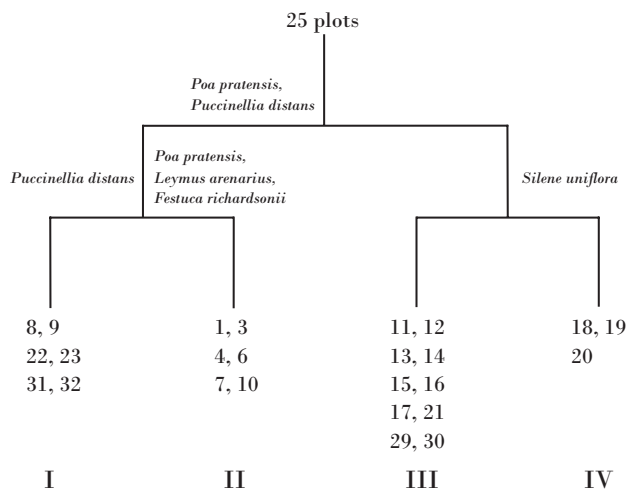 25 plots
Poa pratensis,
Puccinellia distans
Puccinellia distans
Poa pratensis,
Leymus arenarius,
Festuca richardsonii
Silene uniflora
8, 9
22, 23
31, 32
1, 3
4, 6
7, 10
11, 12
13, 14
15, 16
17, 21
29, 30
18, 19
20
I
II
III
IV